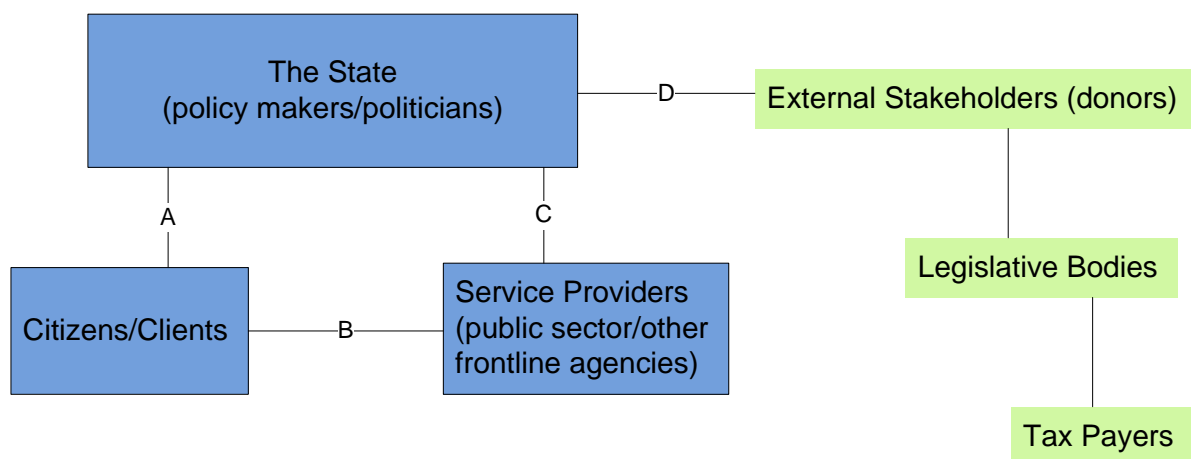 The State
(policy makers/politicians)
D
External Stakeholders (donors)
A
C
Legislative Bodies
Citizens/Clients
B
Service Providers
(public sector/other
frontline agencies)
Tax Payers